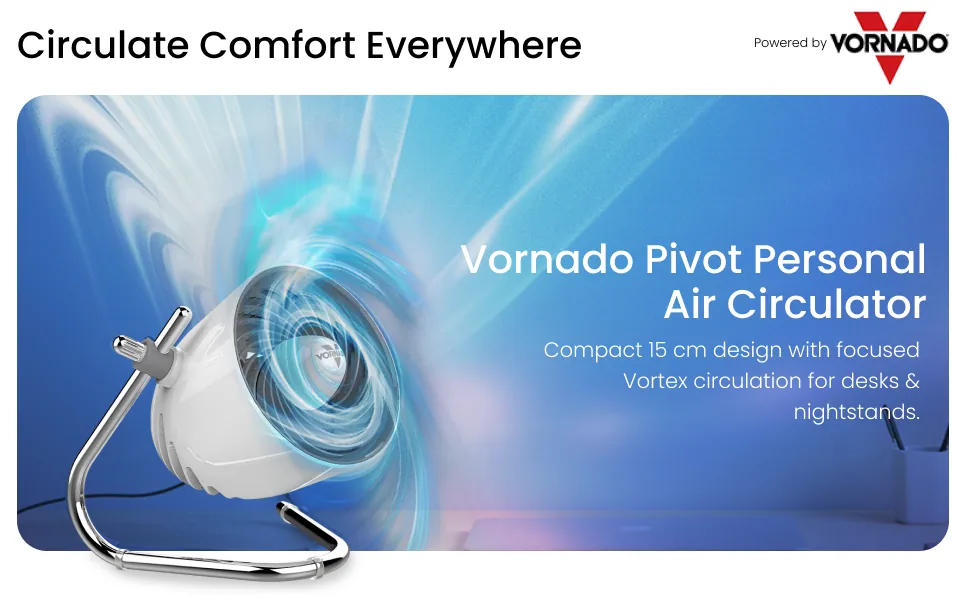 Circulate Comfort Everywhere
Powered by VORNADO
Vornado Pivot Personal
Air Circulator
Compact 15 cm design with focused
Vortex circulation for desks &
nightstands.
VORNADO